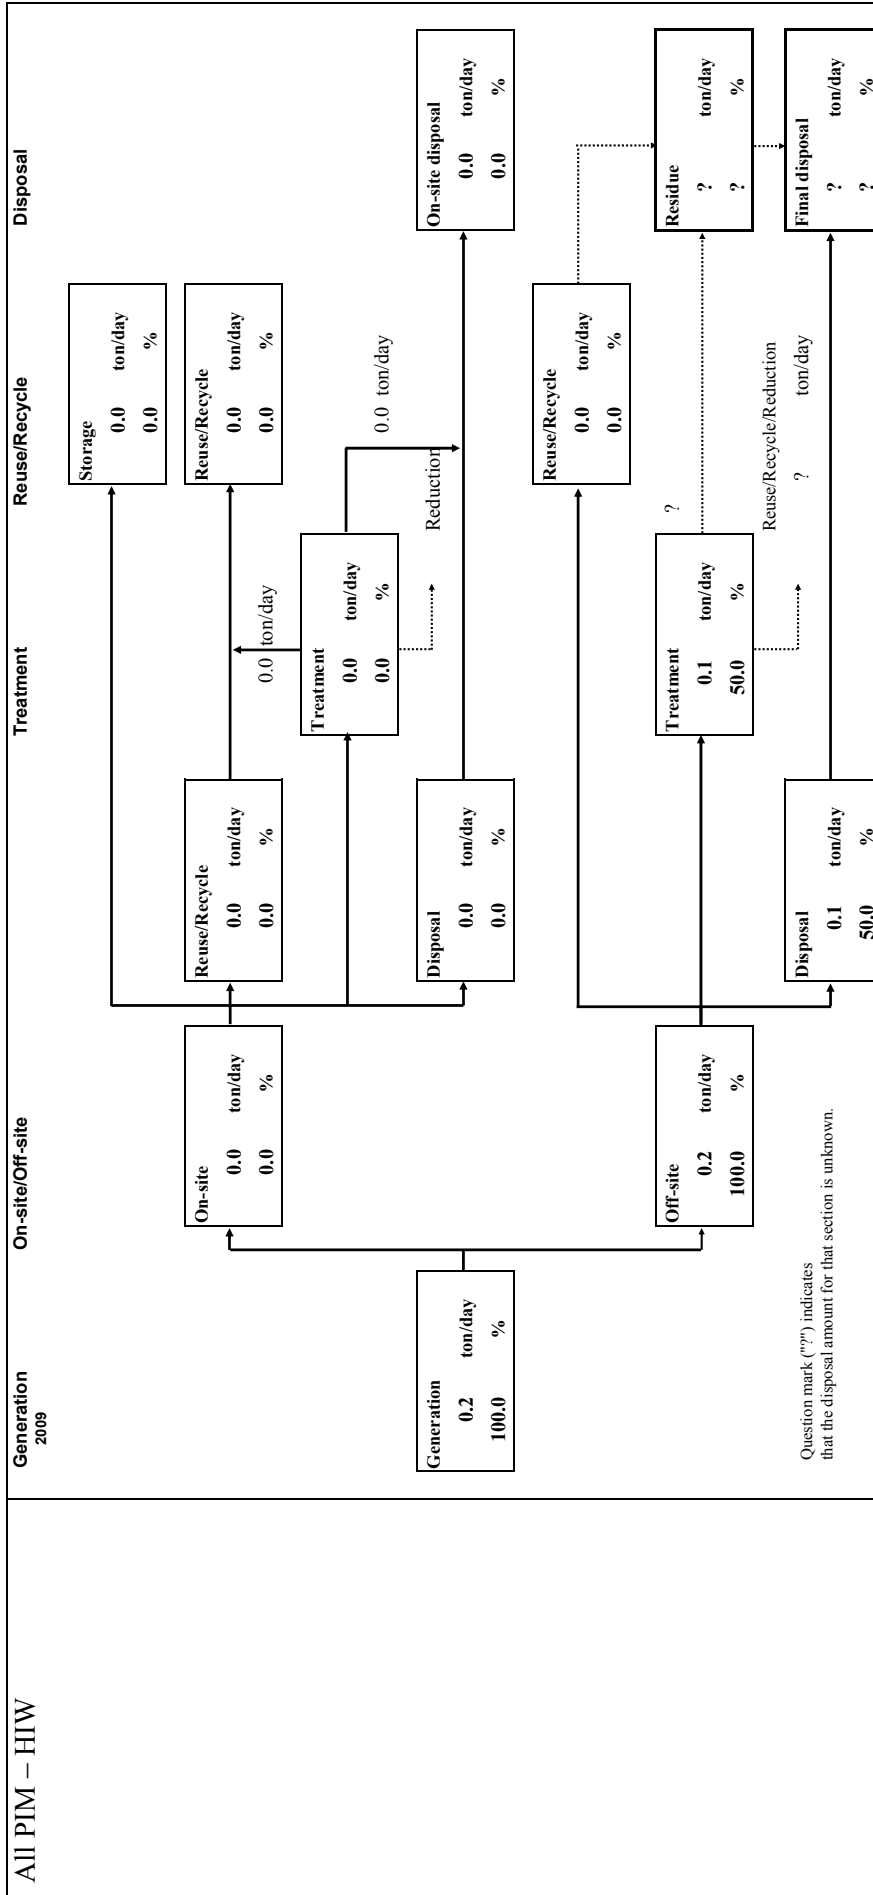 All PIM – HIW
Generation
2009
On-site/Off-site
Treatment
Reuse/Recycle
Disposal
Storage
0.0 ton/day
0.0 %
On-site
0.0 ton/day
0.0 %
Reuse/Recycle
0.0 ton/day
0.0 %
Reuse/Recycle
0.0 ton/day
0.0 %
0.0 ton/day
Treatment
0.0 ton/day
0.0 %
0.0 ton/day
Reduction
Generation
0.2 ton/day
100.0 %
Disposal
0.0 ton/day
0.0 %
On-site disposal
0.0 ton/day
0.0 %
Reuse/Recycle
0.0 ton/day
0.0 %
Off-site
0.2 ton/day
100.0 %
Treatment
0.1 ton/day
50.0 %
?
Residue
? ton/day
? %
Reuse/Recycle/Reduction
? ton/day
Disposal
0.1 ton/day
50.0 %
Final disposal
? ton/day
? %
Question mark ("?") indicates
that the disposal amount for that section is unknown.